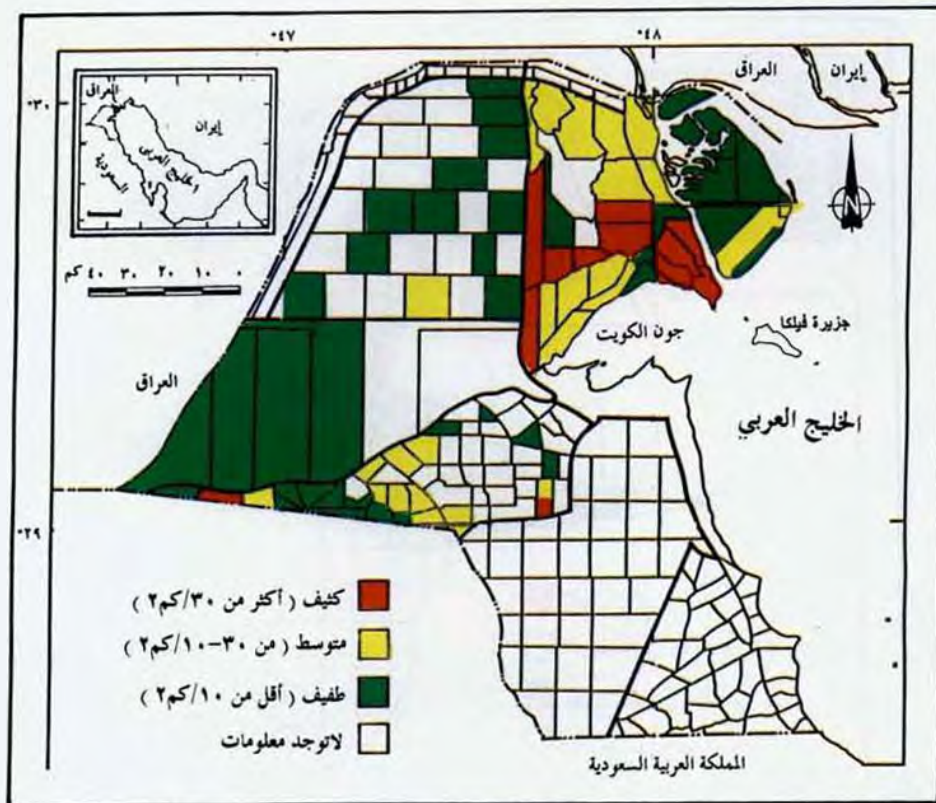 °٤٧
°٤٨
°٣٠
°٢٩
العراق
إيران
العراق
إيران
الخليج العربي
السعودية
٤٠ ٣٠ ٢٠ ١٠ ٠ كم
جزيرة فيلكا
جون الكويت
العراق
الخليج العربي
كثيف ( أكثر من ٣٠/كم٢ )
متوسط ( من ٣٠-١٠/كم٢ )
طفيف ( أقل من ١٠/كم٢ )
لاتوجد معلومات
المملكة العربية السعودية
N